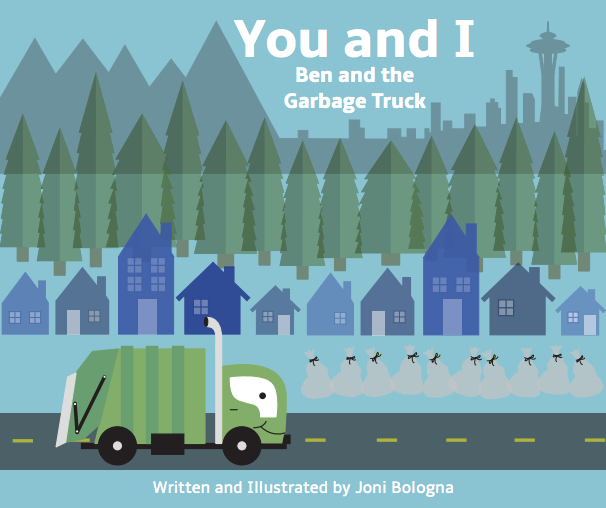 You and I
Ben and the
Garbage Truck
Written and Illustrated by Joni Bologna